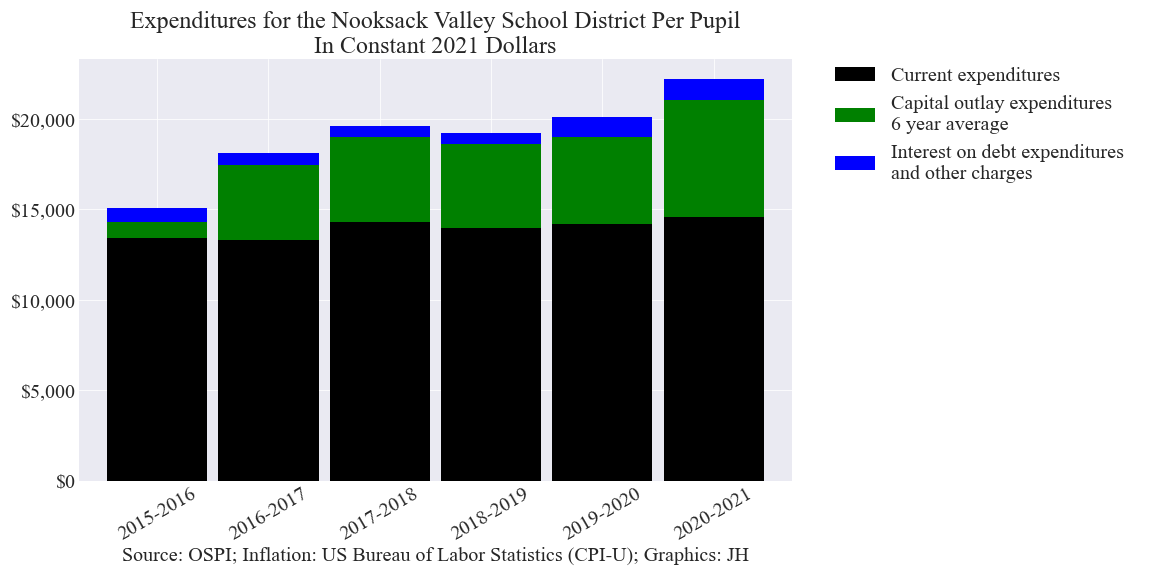 Expenditures for the Nooksack Valley School District Per Pupil
In Constant 2021 Dollars
Current expenditures
Capital outlay expenditures
6 year average
Interest on debt expenditures
and other charges
$20,000
$15,000
$10,000
$5,000
$0
2015-2016
2016-2017
2017-2018
2018-2019
2019-2020
2020-2021
Source: OSPI; Inflation: US Bureau of Labor Statistics (CPI-U); Graphics: JH